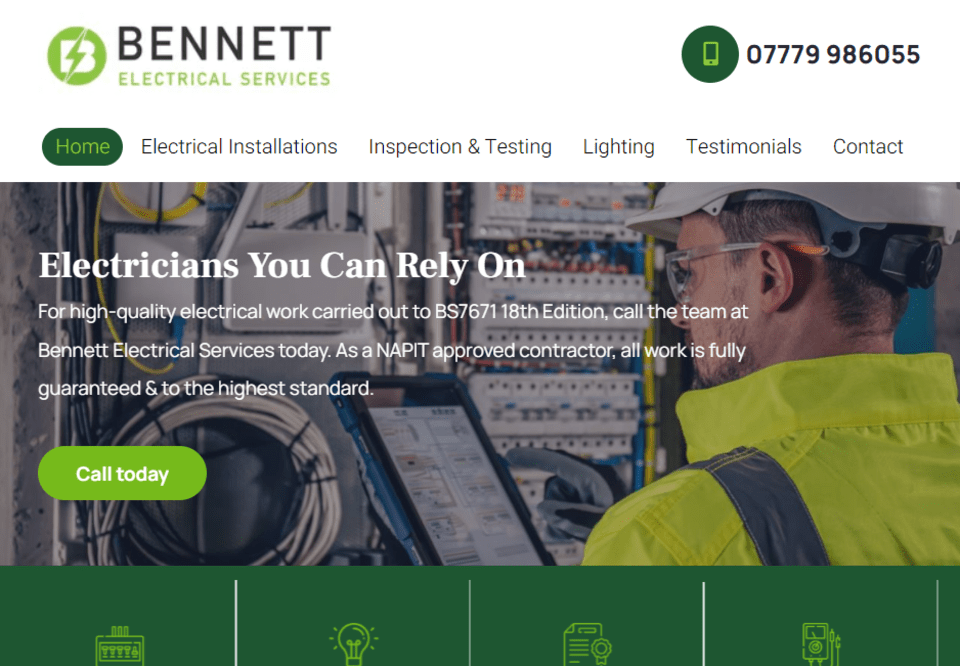 BENNETT
ELECTRICAL SERVICES
07779 986055
Home Electrical Installations Inspection & Testing Lighting Testimonials Contact
Electricians You Can Rely On
For high-quality electrical work carried out to BS7671 18th Edition, call the team at
Bennett Electrical Services today. As a NAPIT approved contractor, all work is fully
guaranteed & to the highest standard.
Call today